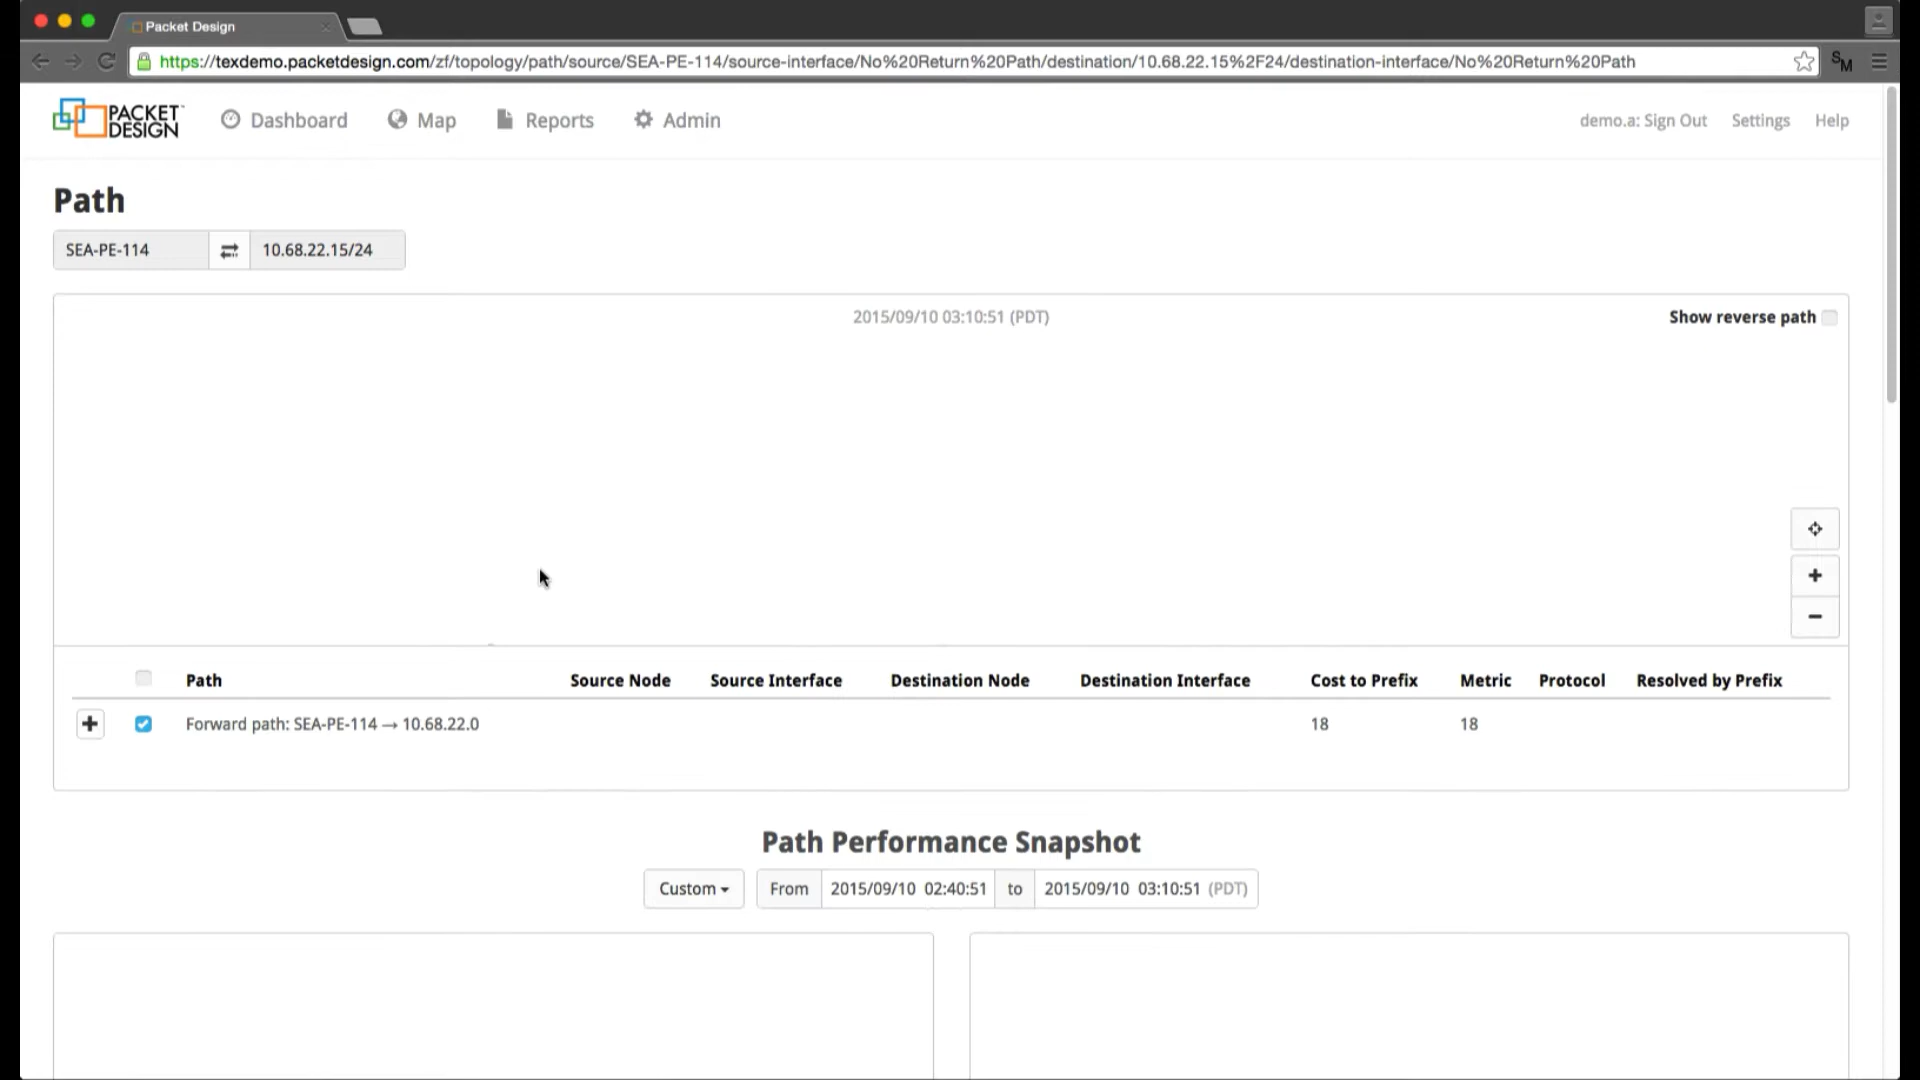 Packet Design
https://texdemo.packetdesign.com/zf/topology/path/source/SEA-PE-114/source-interface/No%20Return%20Path/destination/10.68.22.15%2F24/destination-interface/No%20Return%20Path
SM
PACKET DESIGN Dashboard Map Reports Admin demo.a: Sign Out Settings Help
Path
SEA-PE-114 10.68.22.15/24
2015/09/10 03:10:51 (PDT) Show reverse path
Path Source Node Source Interface Destination Node Destination Interface Cost to Prefix Metric Protocol Resolved by Prefix
Forward path: SEA-PE-114 → 10.68.22.0 18 18
Path Performance Snapshot
Custom From 2015/09/10 02:40:51 to 2015/09/10 03:10:51 (PDT)